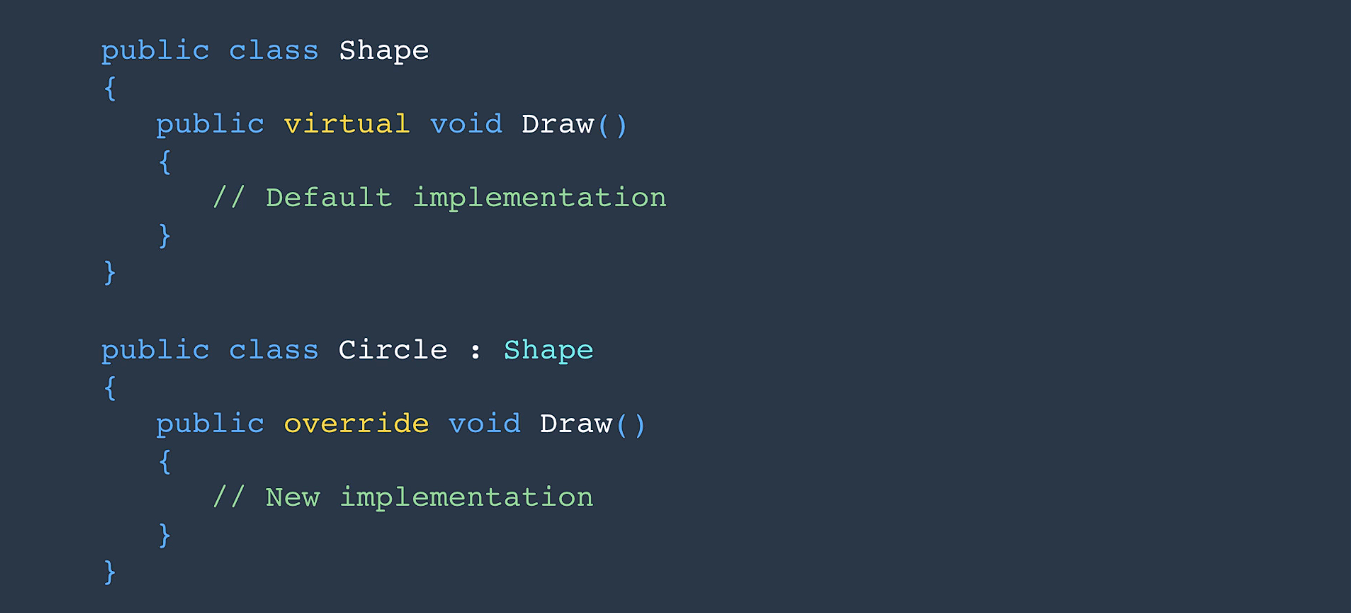 public class Shape
{
public virtual void Draw()
{
// Default implementation
}
}
public class Circle : Shape
{
public override void Draw()
{
// New implementation
}
}